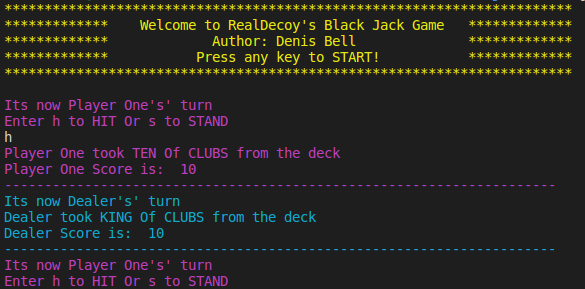 ***********************************************************************
*************    Welcome to RealDecoy's Black Jack Game   *************
*************             Author: Denis Bell              *************
*************           Press any key to START!           *************
***********************************************************************
Its now Player One's' turn
Enter h to HIT Or s to STAND
h
Player One took TEN Of CLUBS from the deck
Player One Score is:  10
---------------------------------------------------------------------
Its now Dealer's' turn
Dealer took KING Of CLUBS from the deck
Dealer Score is:  10
---------------------------------------------------------------------
Its now Player One's' turn
Enter h to HIT Or s to STAND